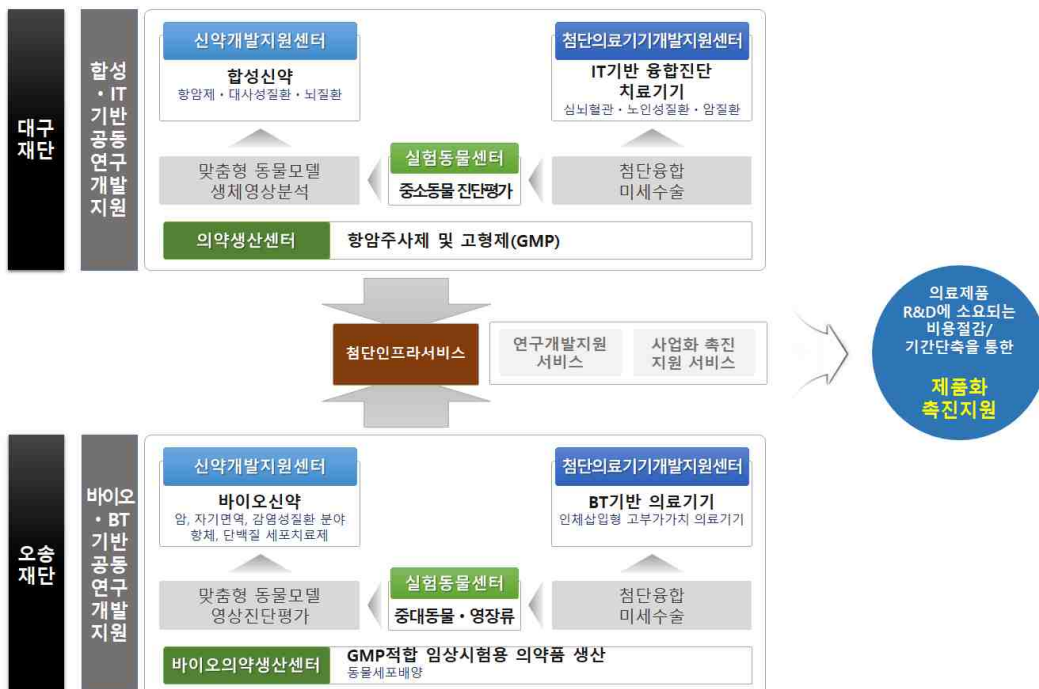 대구
재단
합성
・IT
기반
공동
연구
개발
지원
신약개발지원센터
합성신약
항암제・대사성질환・뇌질환
첨단의료기기개발지원센터
IT기반 융합진단
치료기기
심뇌혈관・노인성질환・암질환
맞춤형 동물모델
생체영상분석
실험동물센터
중소동물 진단평가
첨단융합
미세수술
의약생산센터
항암주사제 및 고형제(GMP)
첨단인프라서비스
연구개발지원
서비스
사업화 촉진
지원 서비스
의료제품
R&D에 소요되는
비용절감/
기간단축을 통한
제품화
촉진지원
오송
재단
바이오
・BT
기반
공동
연구
개발
지원
신약개발지원센터
바이오신약
암, 자기면역, 감염성질환 분야
항체, 단백질 세포치료제
첨단의료기기개발지원센터
BT기반 의료기기
인체삽입형 고부가가치 의료기기
맞춤형 동물모델
영상진단평가
실험동물센터
중대동물・영장류
첨단융합
미세수술
바이오의약생산센터
GMP적합 임상시험용 의약품 생산
동물세포배양